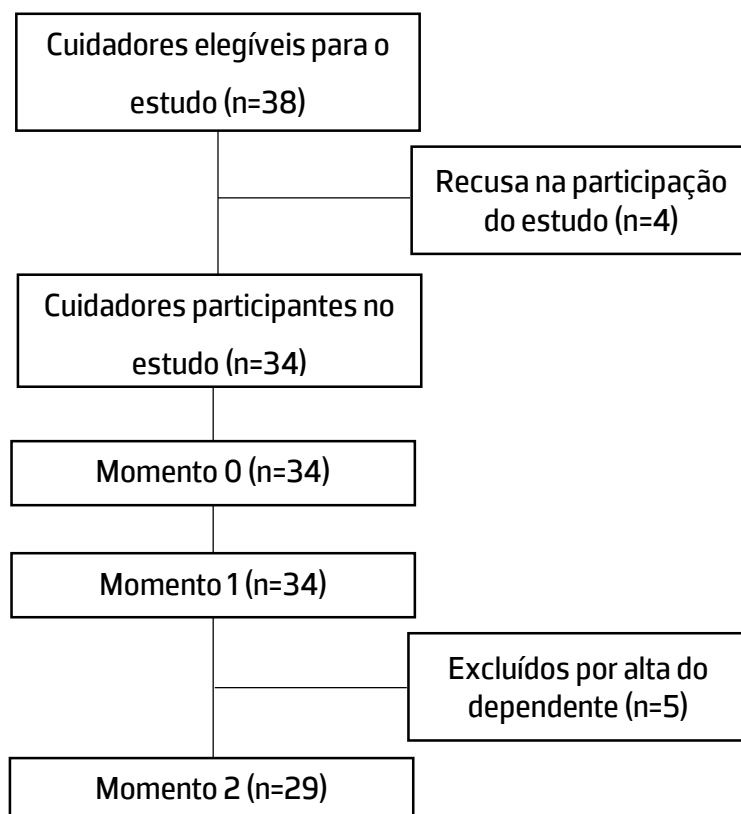 Cuidadores elegíveis para o
estudo (n=38)
Recusa na participação
do estudo (n=4)
Cuidadores participantes no
estudo (n=34)
Momento 0 (n=34)
Momento 1 (n=34)
Excluídos por alta do
dependente (n=5)
Momento 2 (n=29)